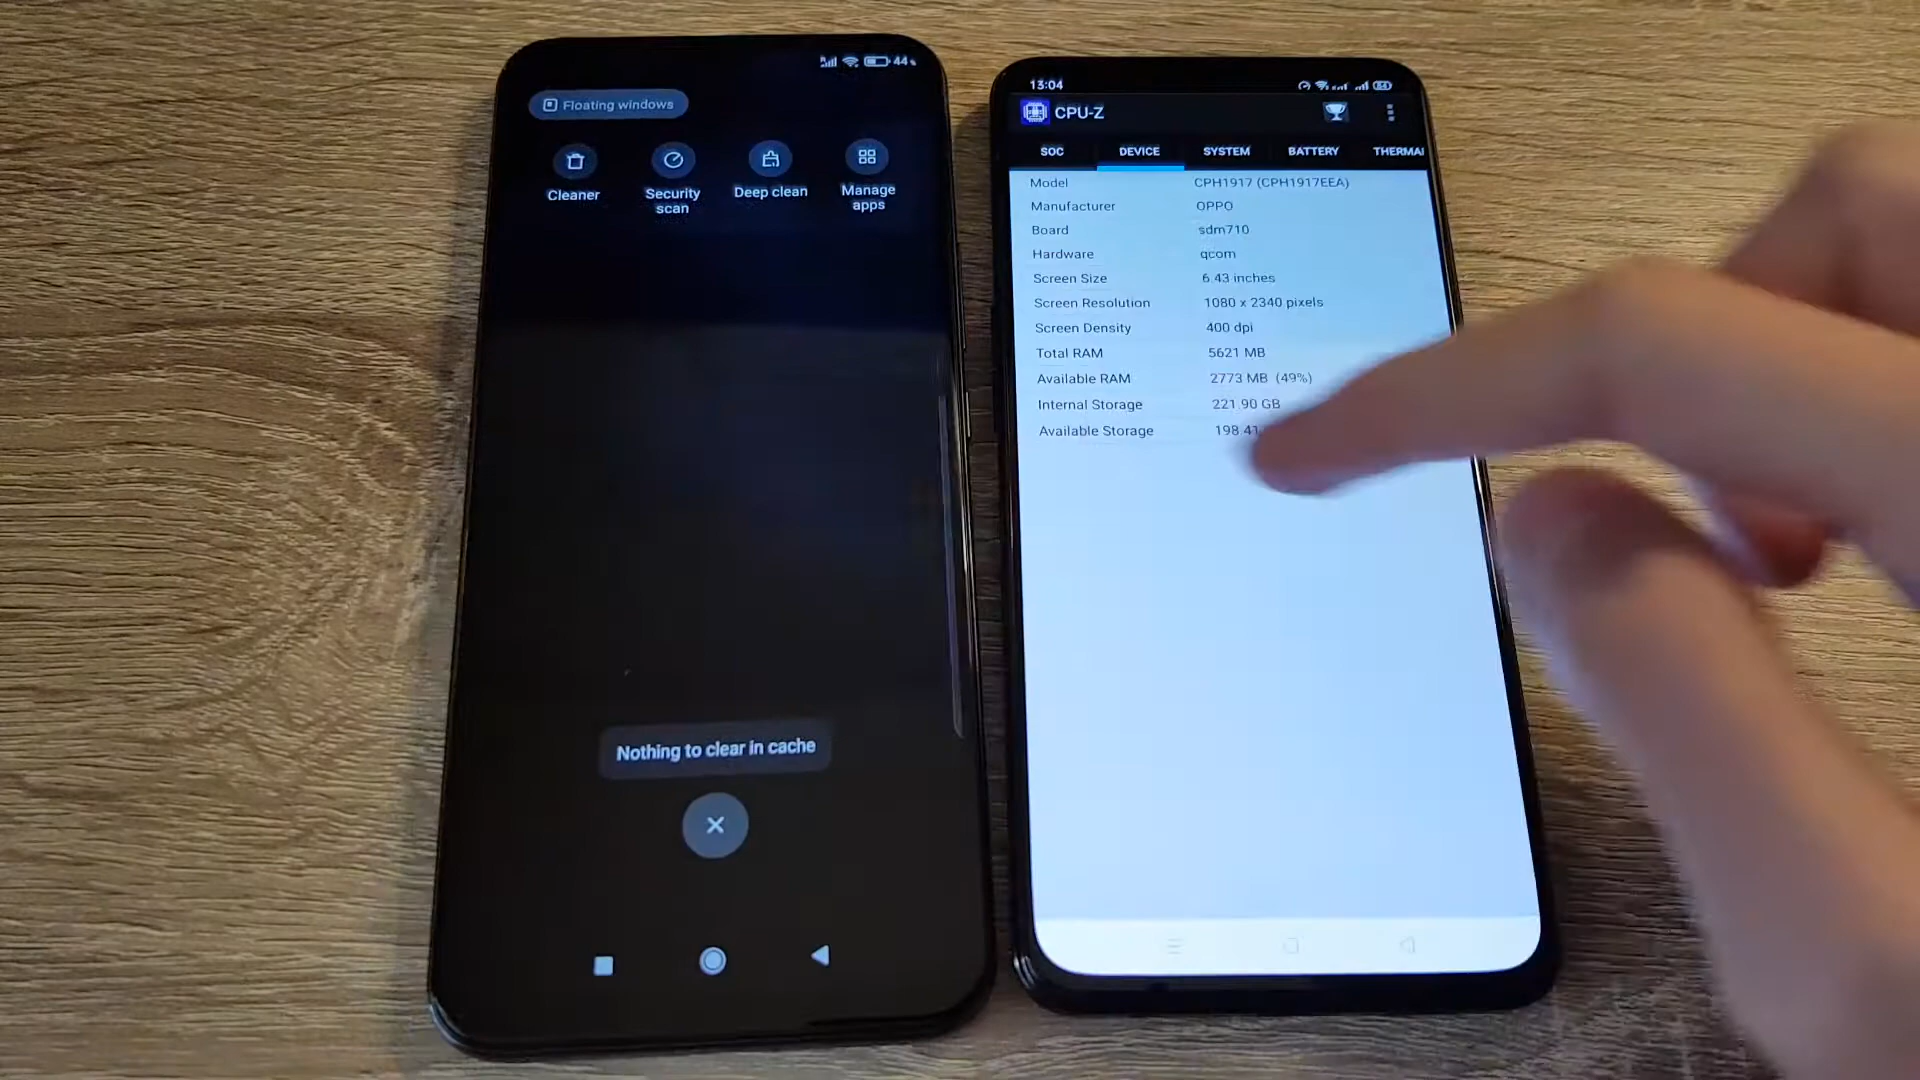 44
Floating windows
Cleaner
Security
scan
Deep clean
Manage
apps
Nothing to clear in cache
13:04
CPU-Z
SOC DEVICE SYSTEM BATTERY THERMAL
Model CPH1917 (CPH1917EEA)
Manufacturer OPPO
Board sdm710
Hardware qcom
Screen Size 6.43 inches
Screen Resolution 1080 x 2340 pixels
Screen Density 400 dpi
Total RAM 5621 MB
Available RAM 2773 MB (49%)
Internal Storage 221.90 GB
Available Storage 198.41